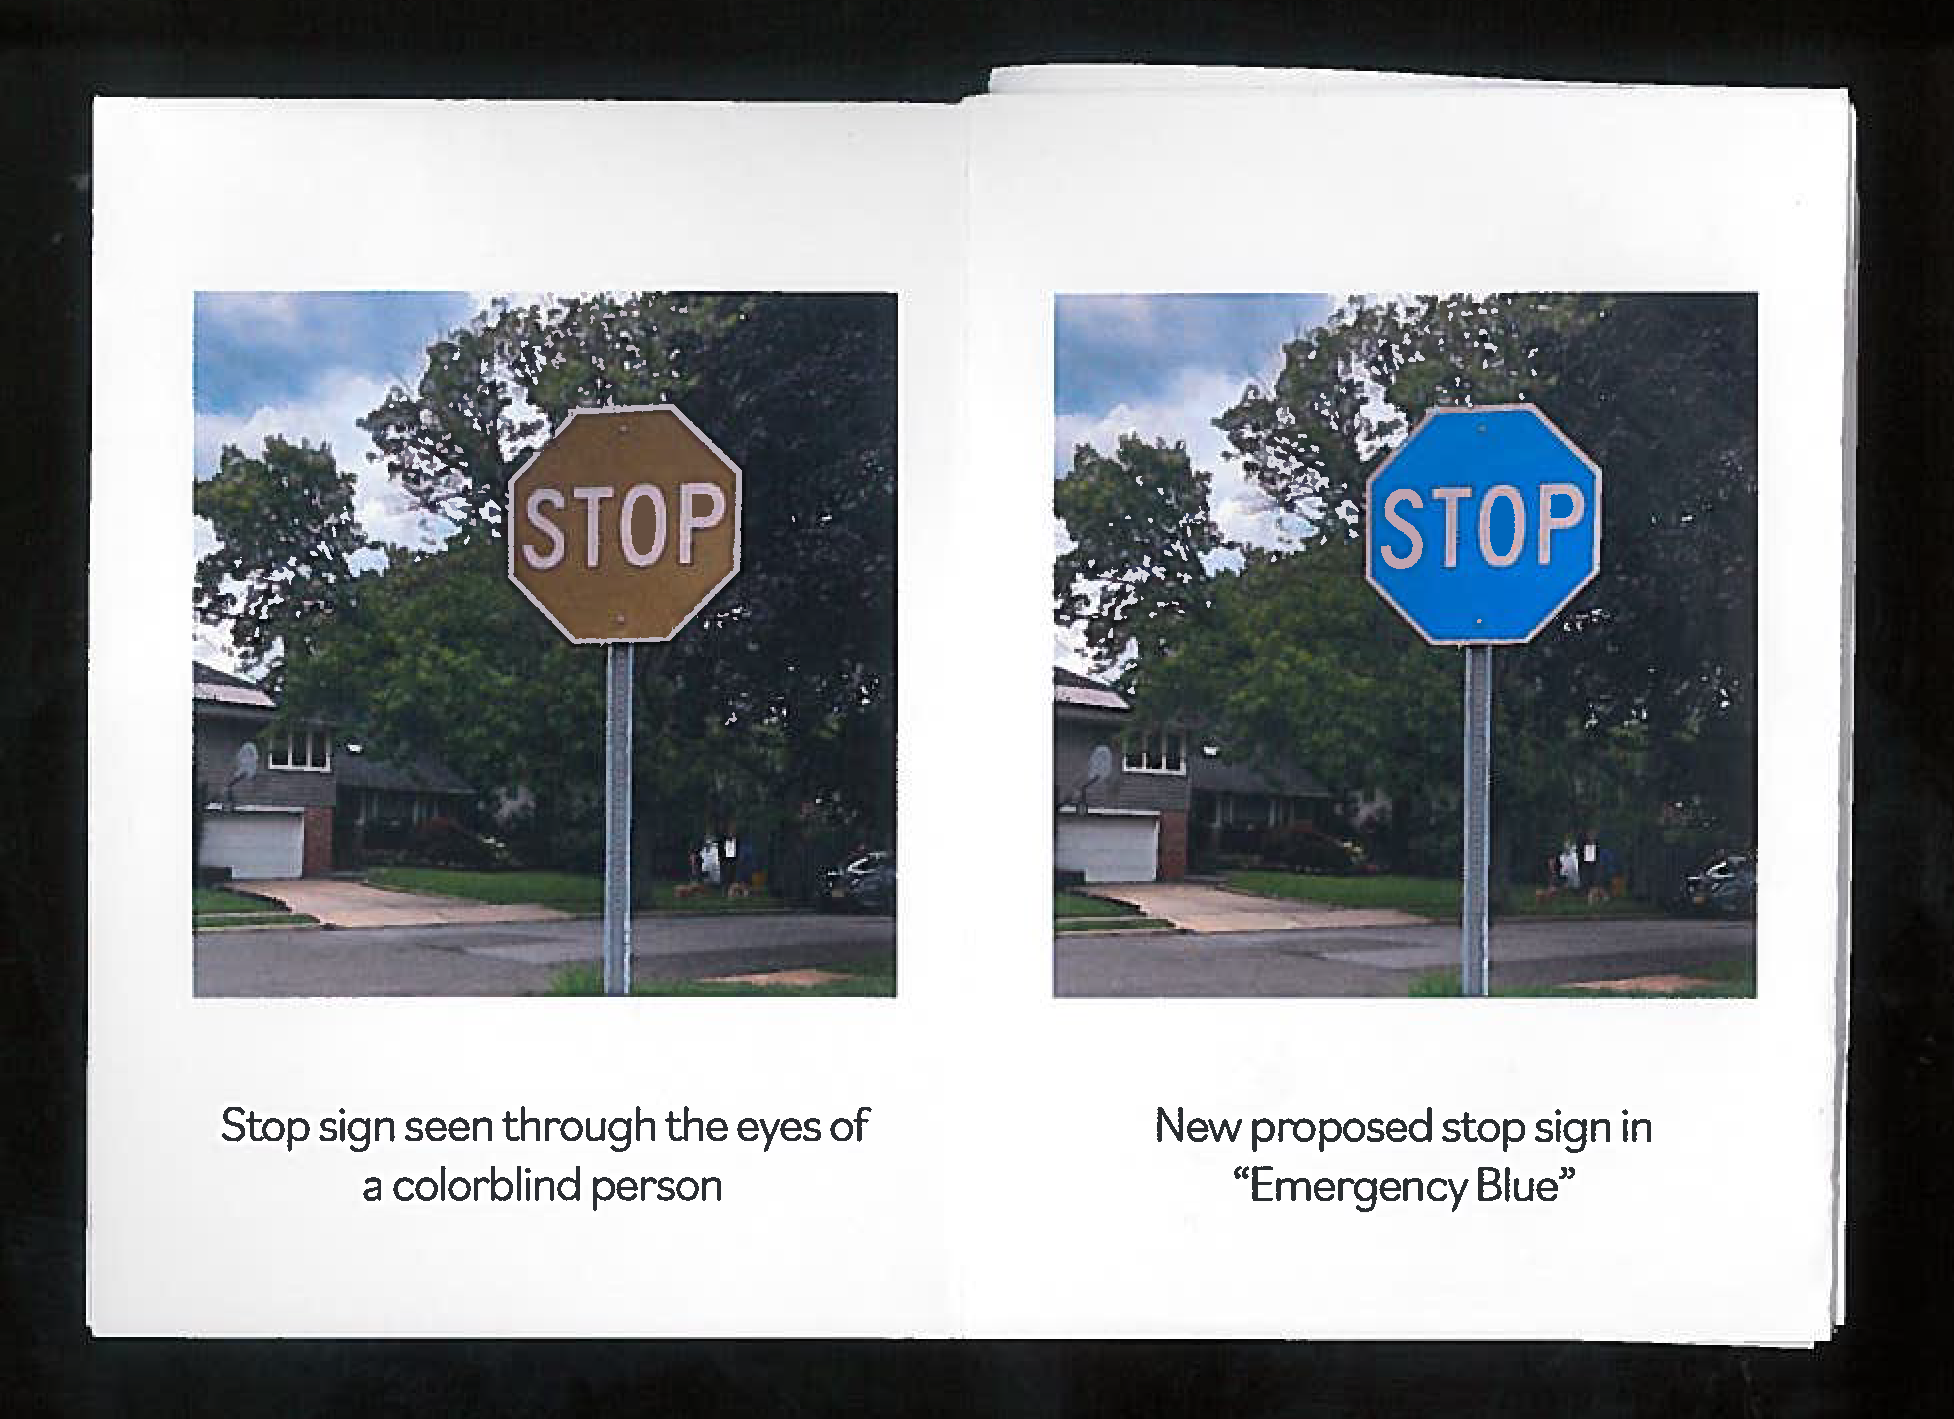 STOP
Stop sign seen through the eyes of
a colorblind person
STOP
New proposed stop sign in
“Emergency Blue”